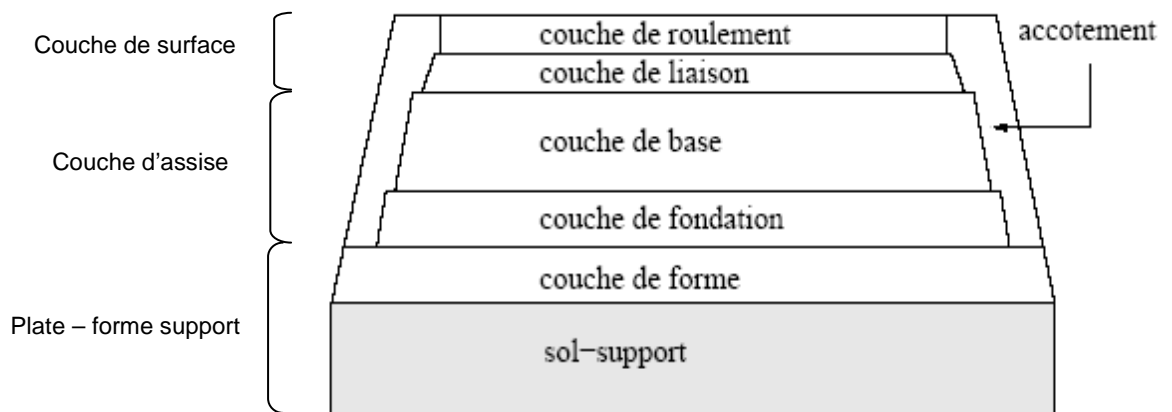 Couche de surface
couche de roulement
accotement
couche de liaison
Couche d'assise
couche de base
couche de fondation
Plate – forme support
couche de forme
sol-support